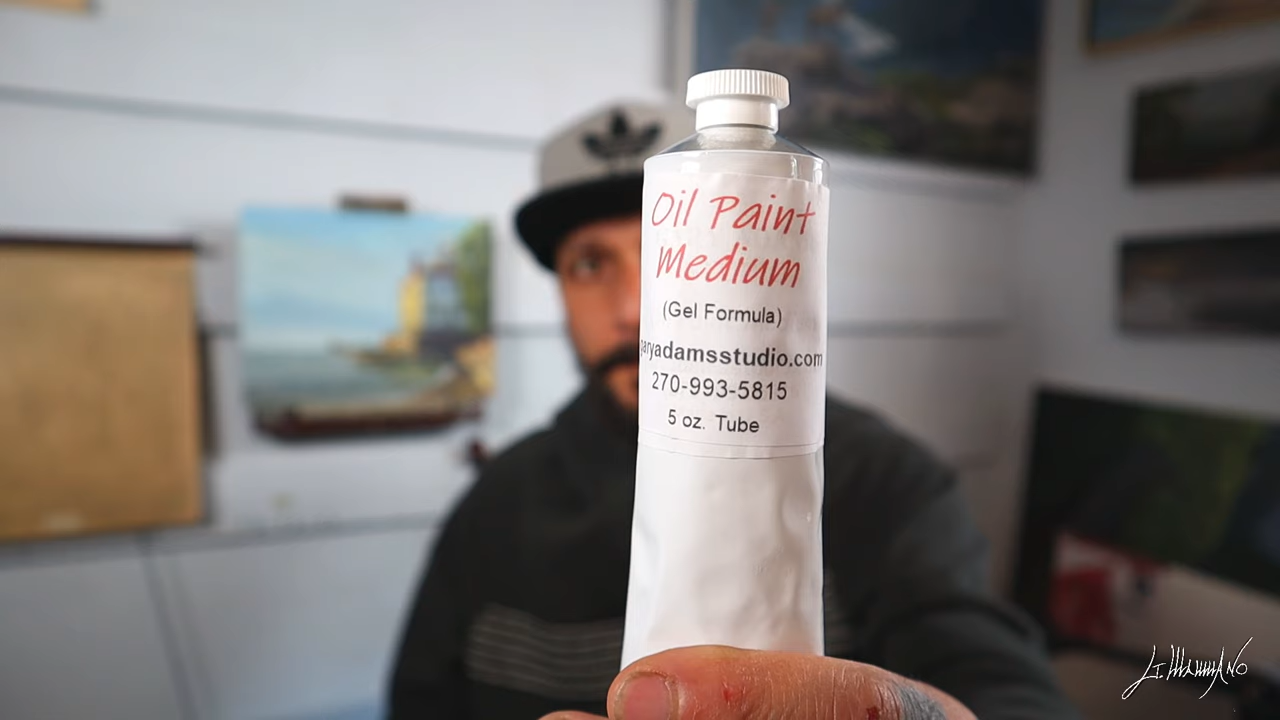 Oil Paint
Medium
(Gel Formula)
garyadamsstudio.com
270-993-5815
5 oz. Tube